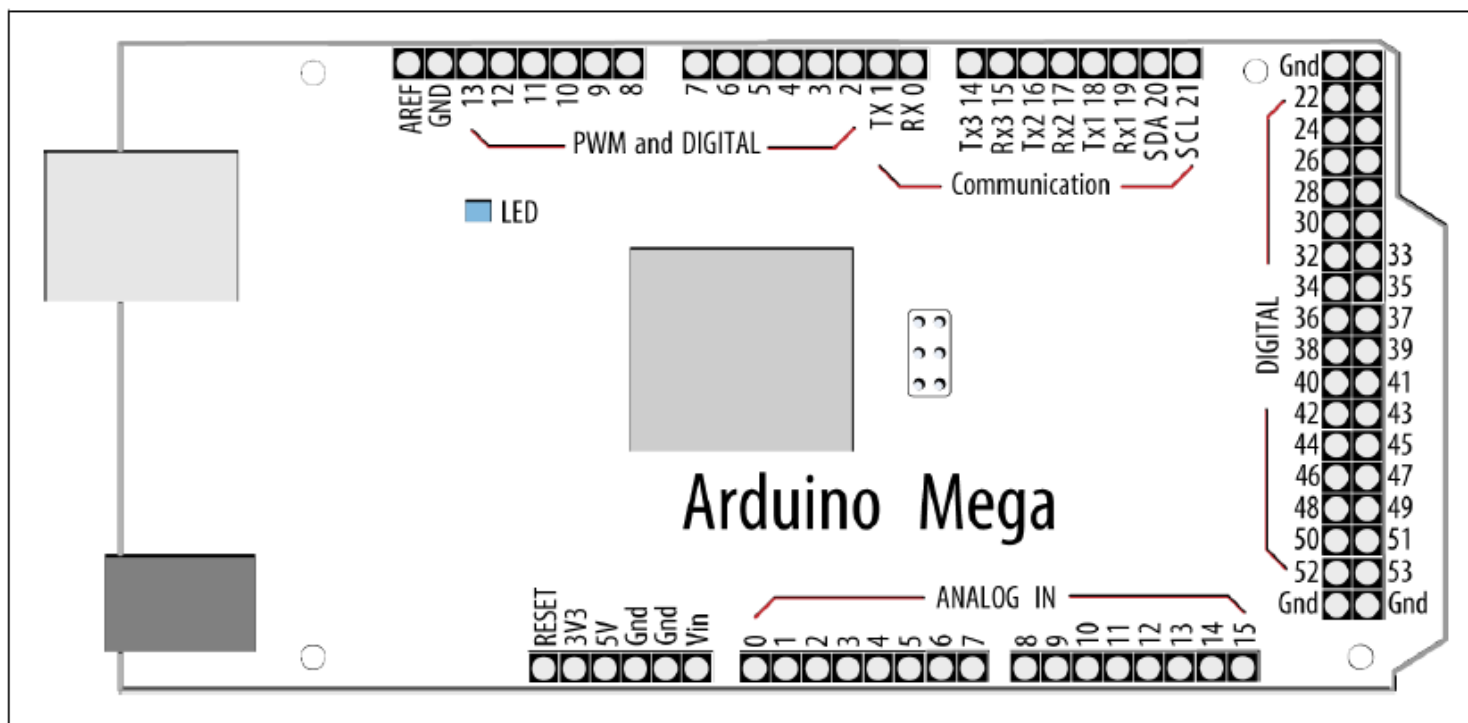 AREF GND 13 12 11 10 9 8 7 6 5 4 3 2 TX 1 RX 0 Tx3 14 Rx3 15 Tx2 16 Rx2 17 Tx1 18 Rx1 19 SDA 20 SCL 21
PWM and DIGITAL
Communication
LED
Gnd
22
24
26
28
30
32 33
34 35
36 37
38 39
40 41
42 43
44 45
46 47
48 49
50 51
52 53
Gnd Gnd
DIGITAL
Arduino Mega
ANALOG IN
RESET 3V3 5V Gnd Gnd Vin 0 1 2 3 4 5 6 7 8 9 10 11 12 13 14 15